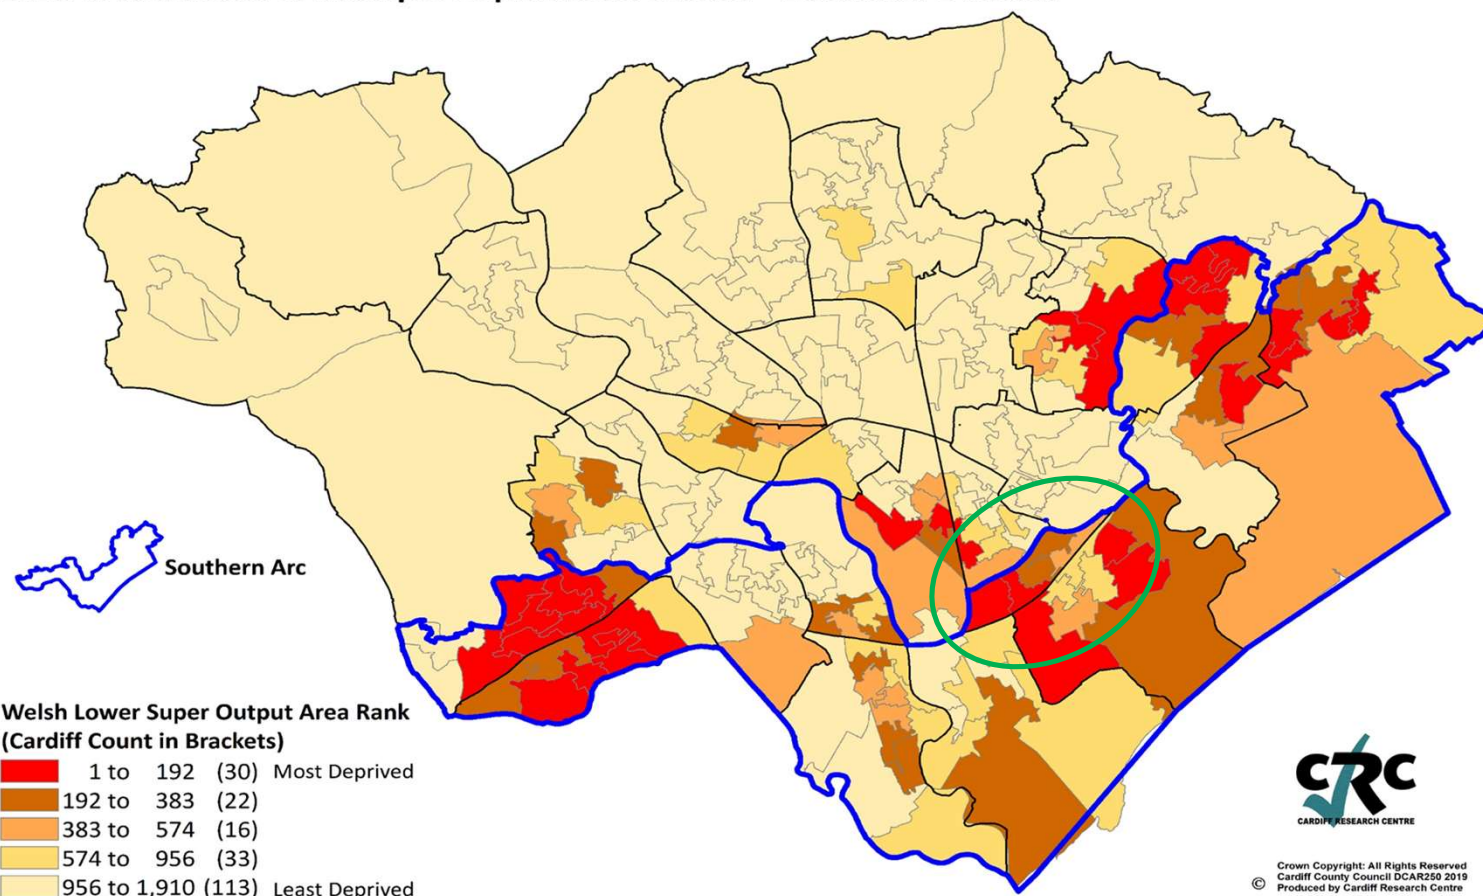 Southern Arc
Welsh Lower Super Output Area Rank
(Cardiff Count in Brackets)
1 to 192 (30) Most Deprived
192 to 383 (22)
383 to 574 (16)
574 to 956 (33)
956 to 1,910 (113) Least Deprived
CRC
CARDIFF RESEARCH CENTRE
Crown Copyright: All Rights Reserved
Cardiff County Council DCAR250 2019
© Produced by Cardiff Research Centre